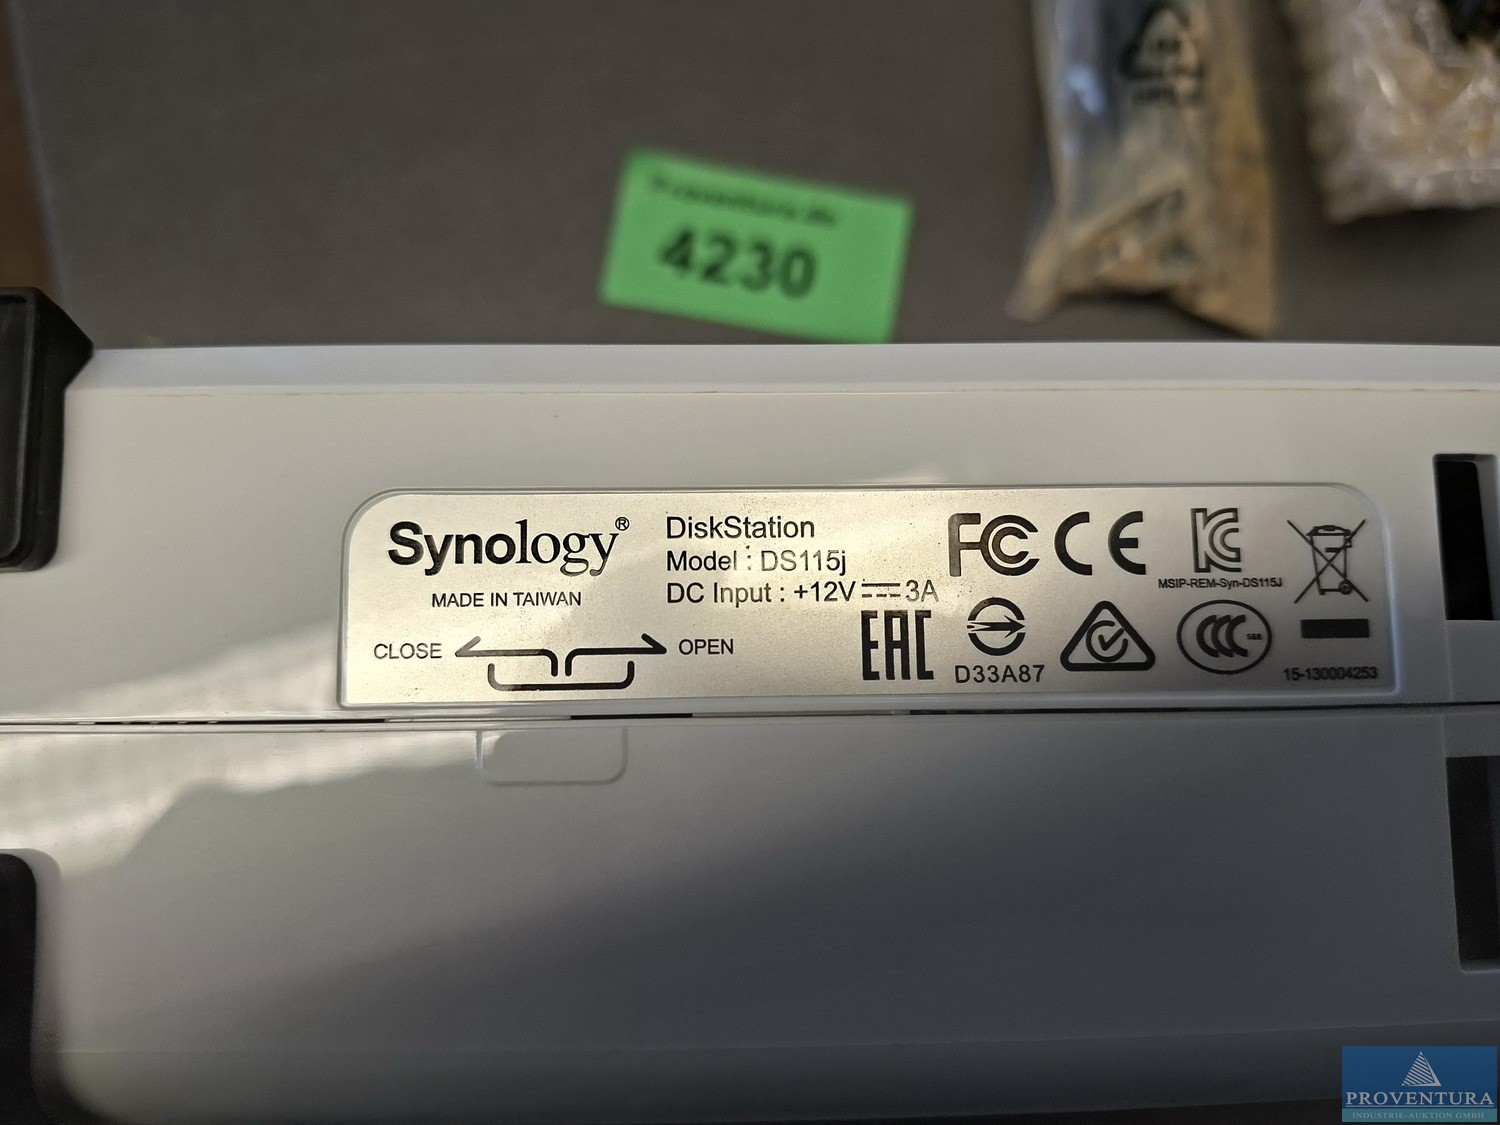 4230
Synology®
MADE IN TAIWAN
DiskStation
Model : DS115j
DC Input : +12V⎓3A
CLOSE
OPEN
FC CE
MSIP-REM-Syn-DS115J
EAC
D33A87
CCC
S&E
15-130004253
PROVENTURA
INDUSTRIE-AUKTION GMBH